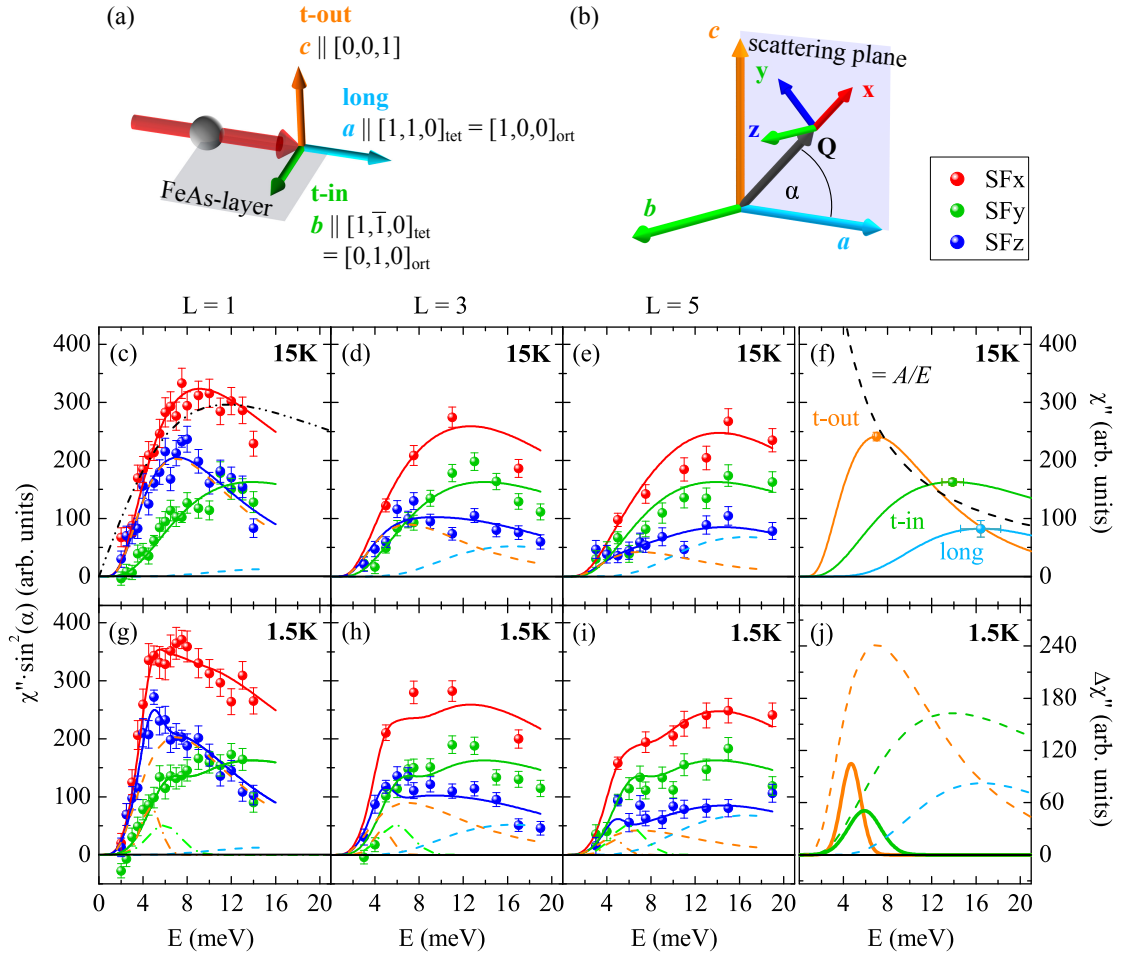 (a)
t-out
c || [0,0,1]
long
a || [1,1,0]tet = [1,0,0]ort
FeAs-layer
t-in
b || [1,1̅,0]tet
= [0,1,0]ort
(b)
c
scattering plane
y
x
z
Q
α
b
a
SFx
SFy
SFz
L = 1
L = 3
L = 5
χ''·sin²(α) (arb. units)
400
300
200
100
0
(c)
15K
(d)
15K
(e)
15K
(f)
15K
= A/E
t-out
t-in
long
400
300
200
100
0
χ'' (arb. units)
400
300
200
100
0
(g)
1.5K
(h)
1.5K
(i)
1.5K
(j)
1.5K
240
180
120
60
0
Δχ'' (arb. units)
0 4 8 12 16 20
4 8 12 16 20
4 8 12 16 20
4 8 12 16 20
E (meV)
E (meV)
E (meV)
E (meV)